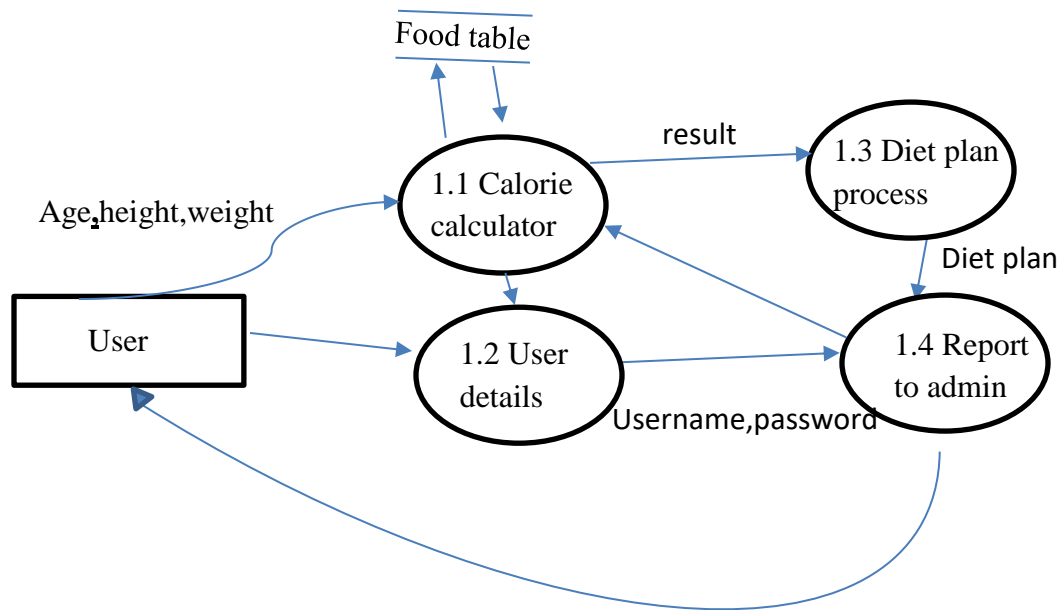 Food table
result
1.3 Diet plan
process
1.1 Calorie
calculator
Age,height,weight
Diet plan
User
1.2 User
details
1.4 Report
to admin
Username,password